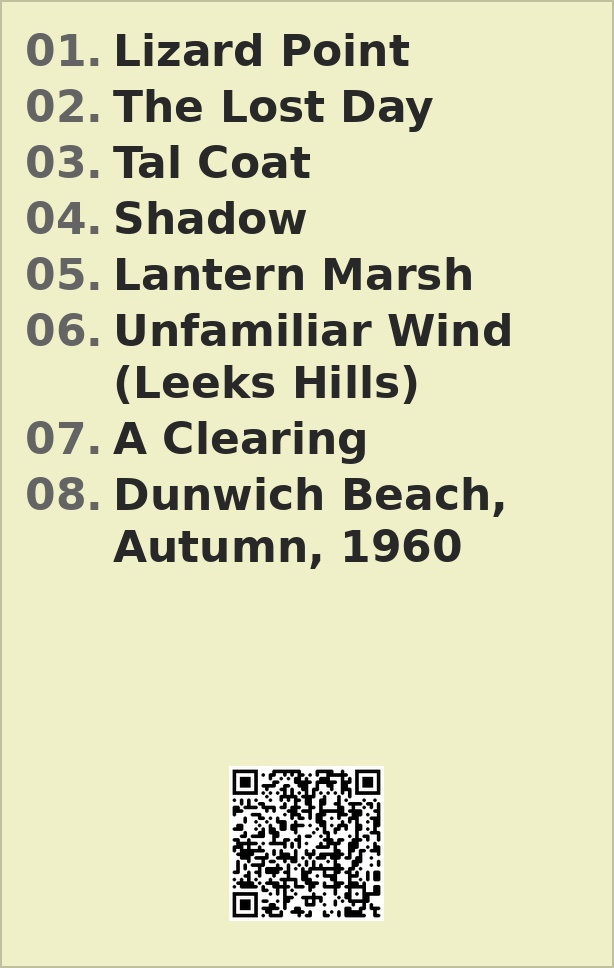 01. Lizard Point
02. The Lost Day
03. Tal Coat
04. Shadow
05. Lantern Marsh
06. Unfamiliar Wind
(Leeks Hills)
07. A Clearing
08. Dunwich Beach,
Autumn, 1960